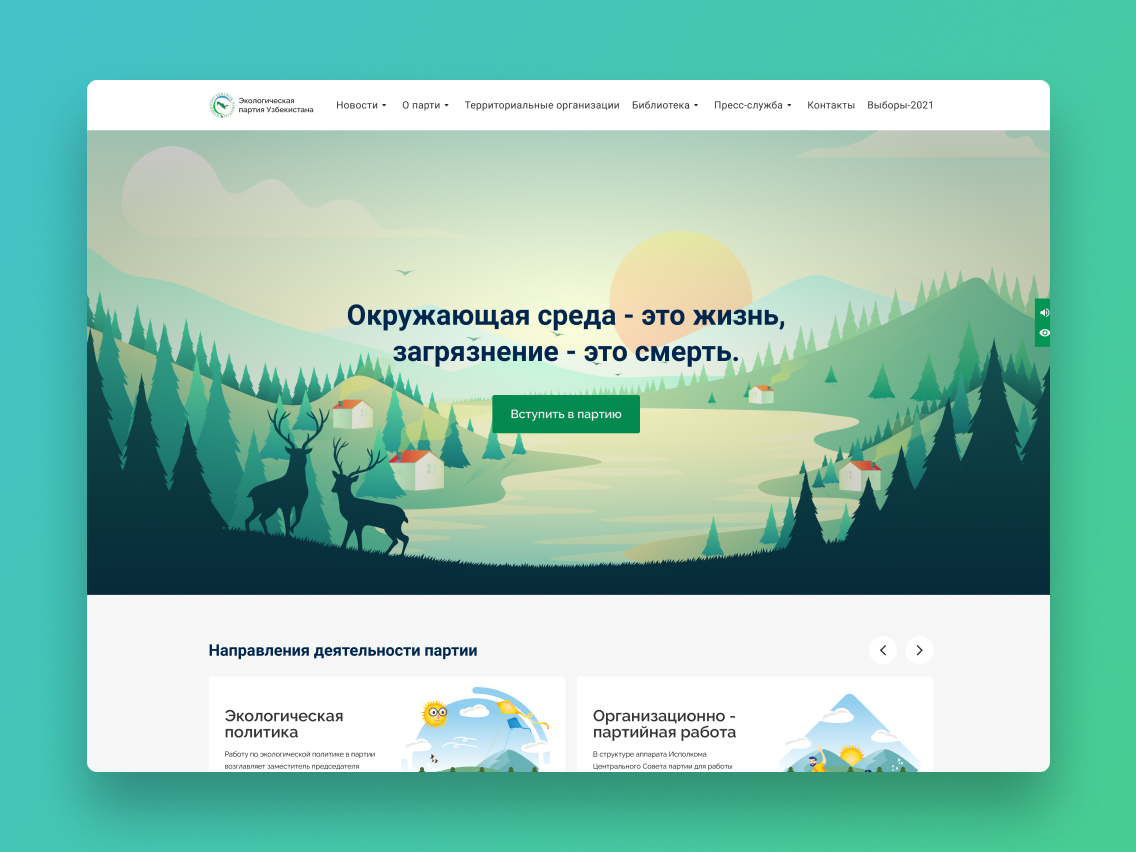 Экологическая
партия Узбекистана
Новости
О парти
Территориальные организации
Библиотека
Пресс-служба
Контакты
Выборы-2021
Окружающая среда - это жизнь,
загрязнение - это смерть.
Вступить в партию
Направления деятельности партии
Экологическая
политика
Работу по экологической политике в партии
возглавляет заместитель председателя
Организационно -
партийная работа
В структуре аппарата Исполкома
Центрального Совета партии для работы